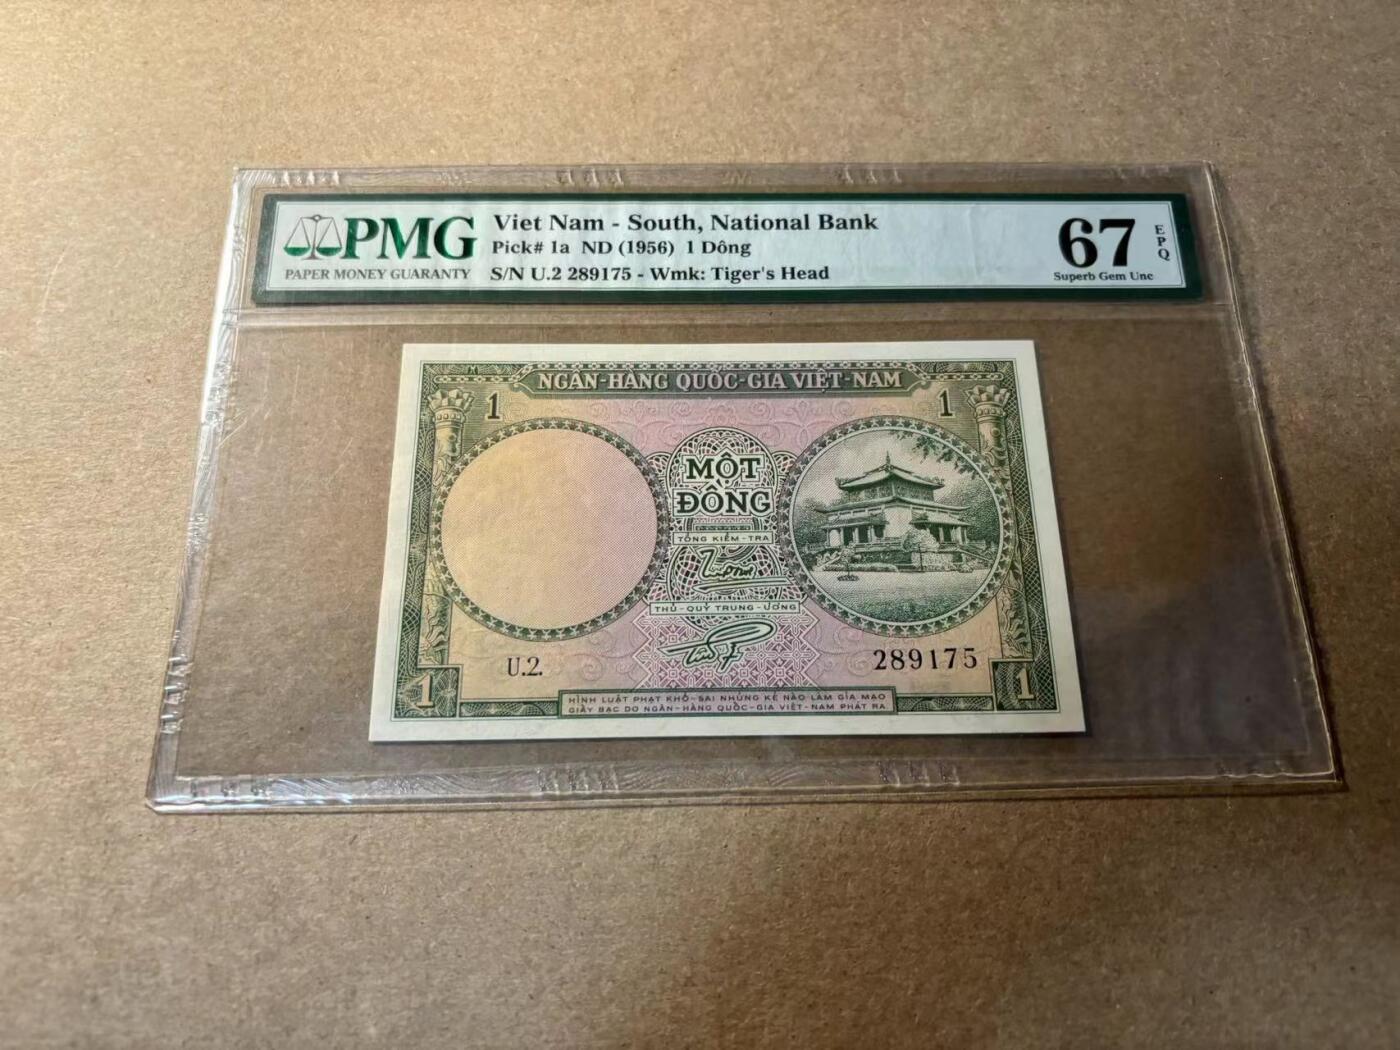 PMG
PAPER MONEY GUARANTY
Viet Nam - South, National Bank
Pick# 1a ND (1956) 1 Dông
S/N U.2 289175 - Wmk: Tiger's Head
67
EPQ
Superb Gem Unc
NGÂN-HÀNG QUỐC-GIA VIỆT-NAM
1
1
MỘT
ĐỒNG
TỔNG KIỂM-TRA
THỦ-QUỸ TRUNG-ƯƠNG
U.2.
289175
1
1
HÌNH LUẬT PHẠT KHỔ-SAI NHỮNG KẺ NÀO LÀM GIẢ MẠO
GIẤY BẠC DO NGÂN-HÀNG QUỐC-GIA VIỆT-NAM PHÁT RA